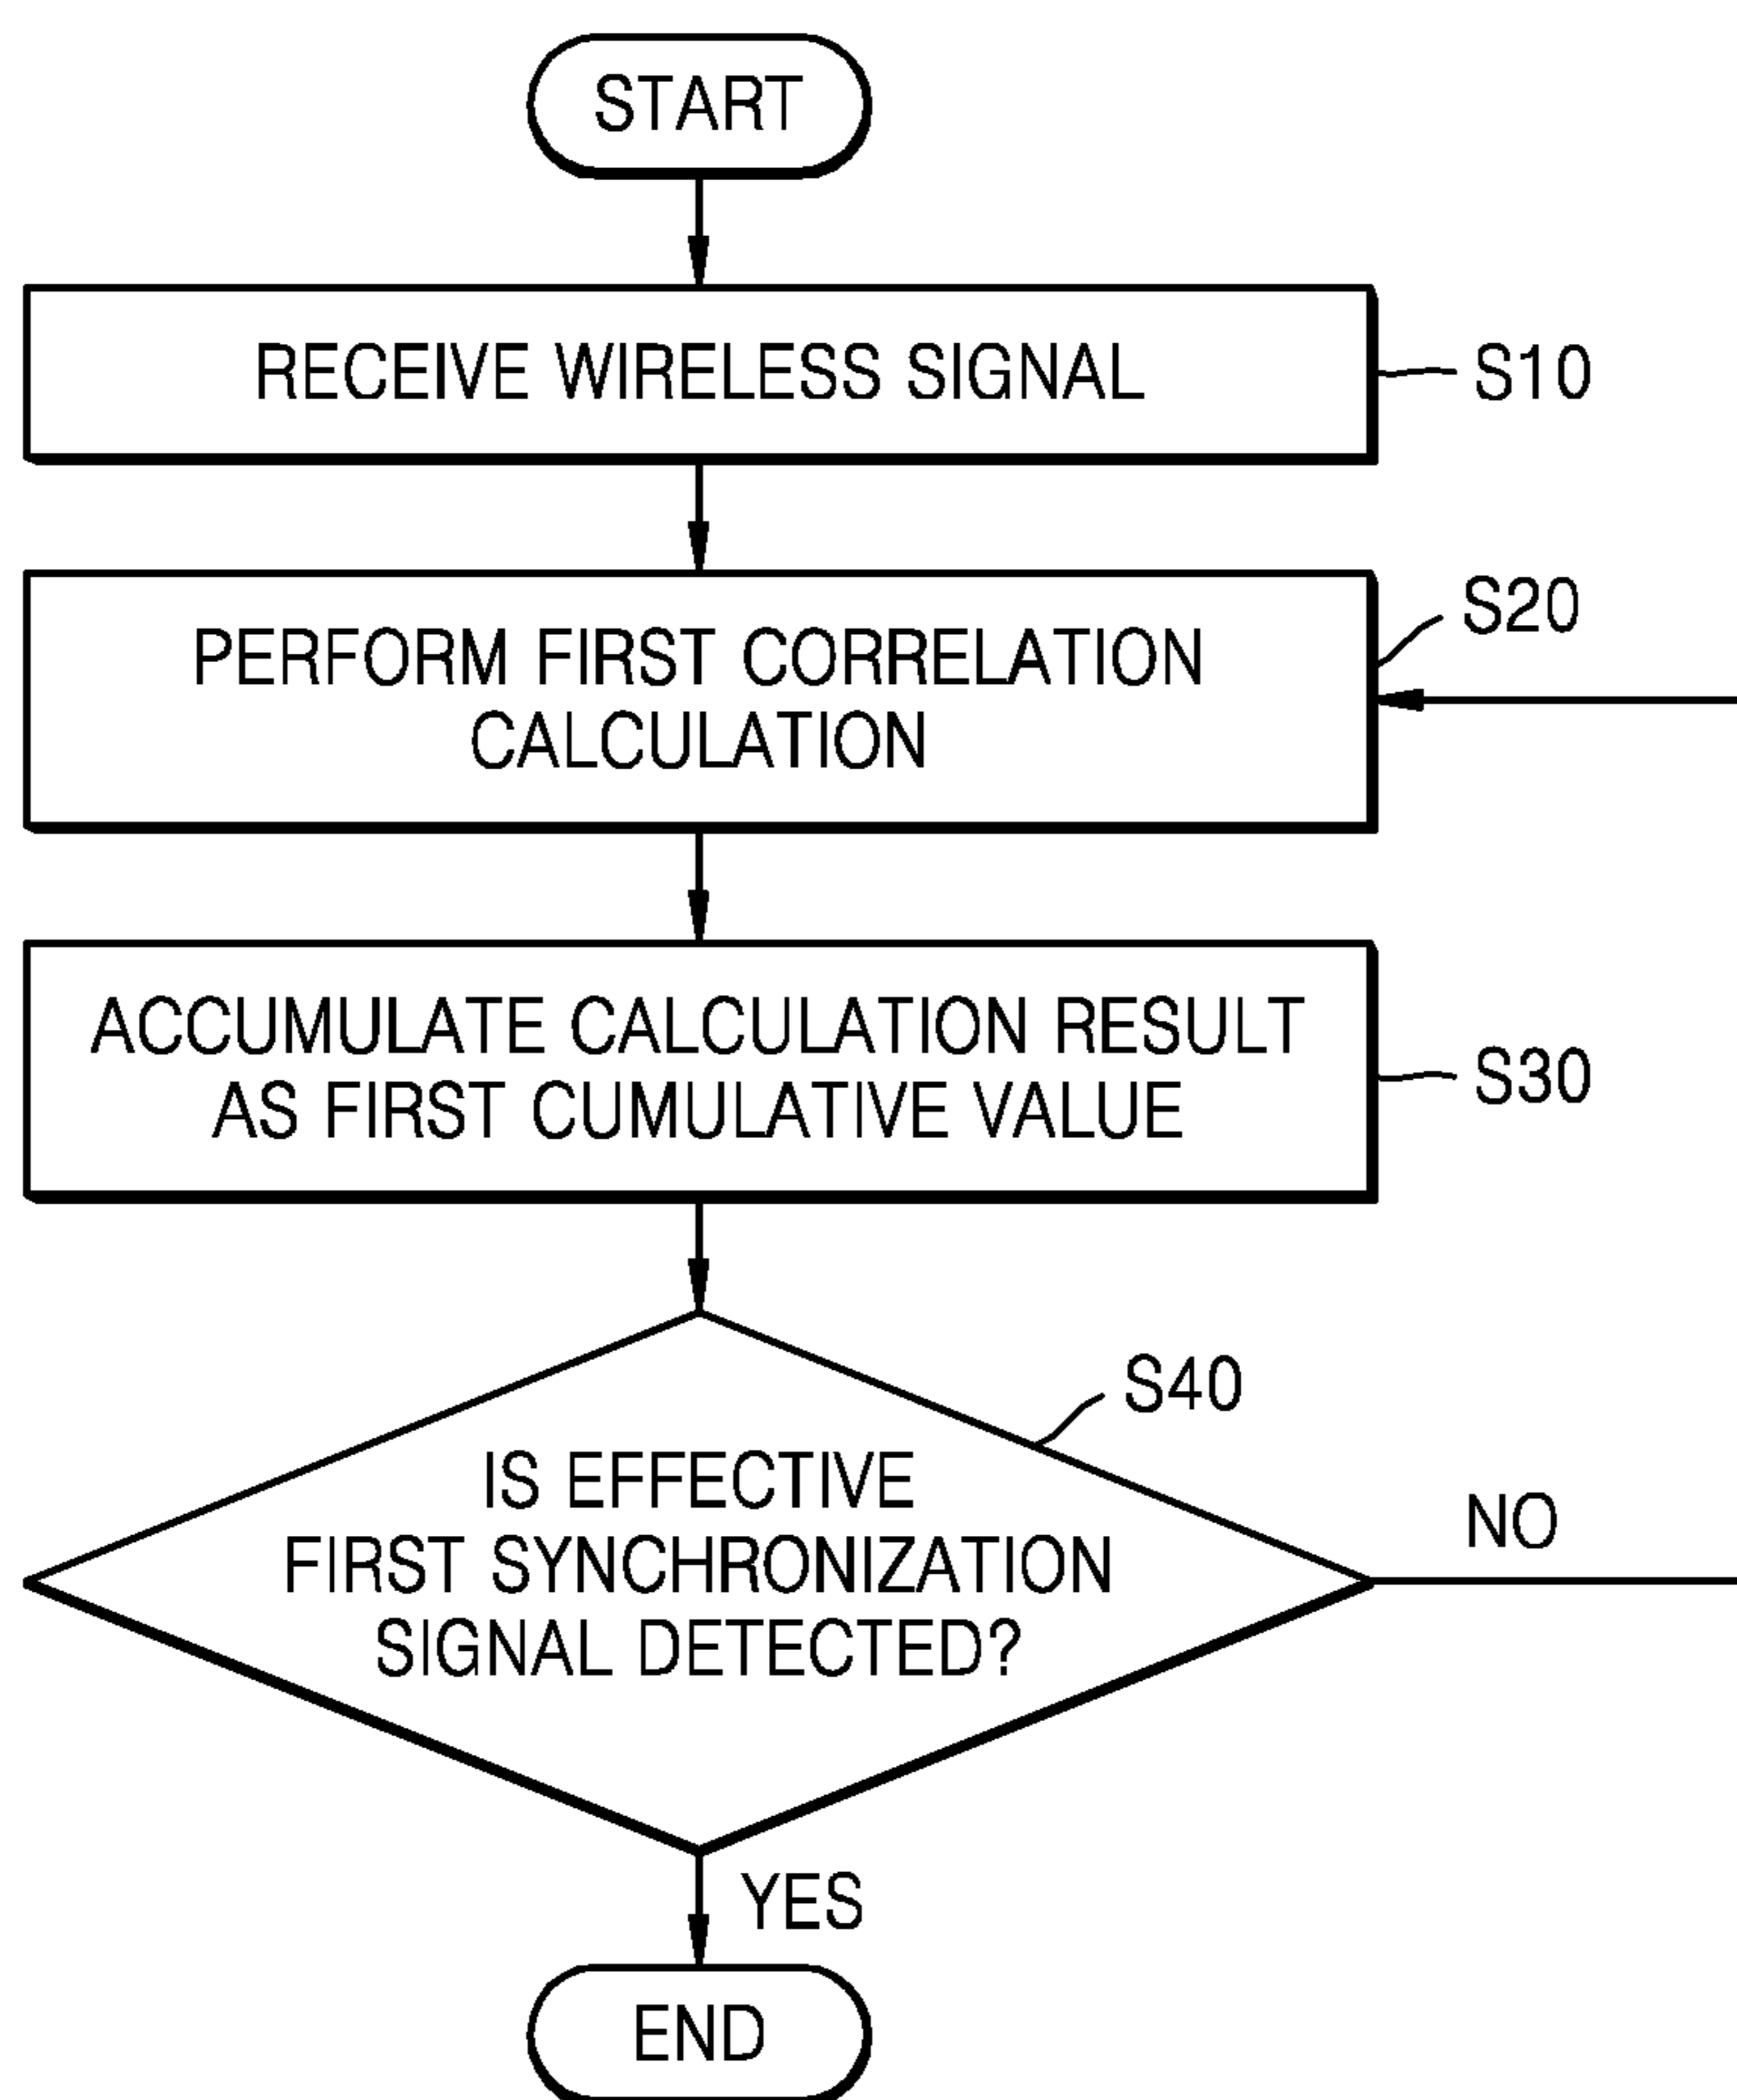 START
RECEIVE WIRELESS SIGNAL
S10
PERFORM FIRST CORRELATION
CALCULATION
S20
ACCUMULATE CALCULATION RESULT
AS FIRST CUMULATIVE VALUE
S30
S40
IS EFFECTIVE
FIRST SYNCHRONIZATION
SIGNAL DETECTED?
NO
YES
END